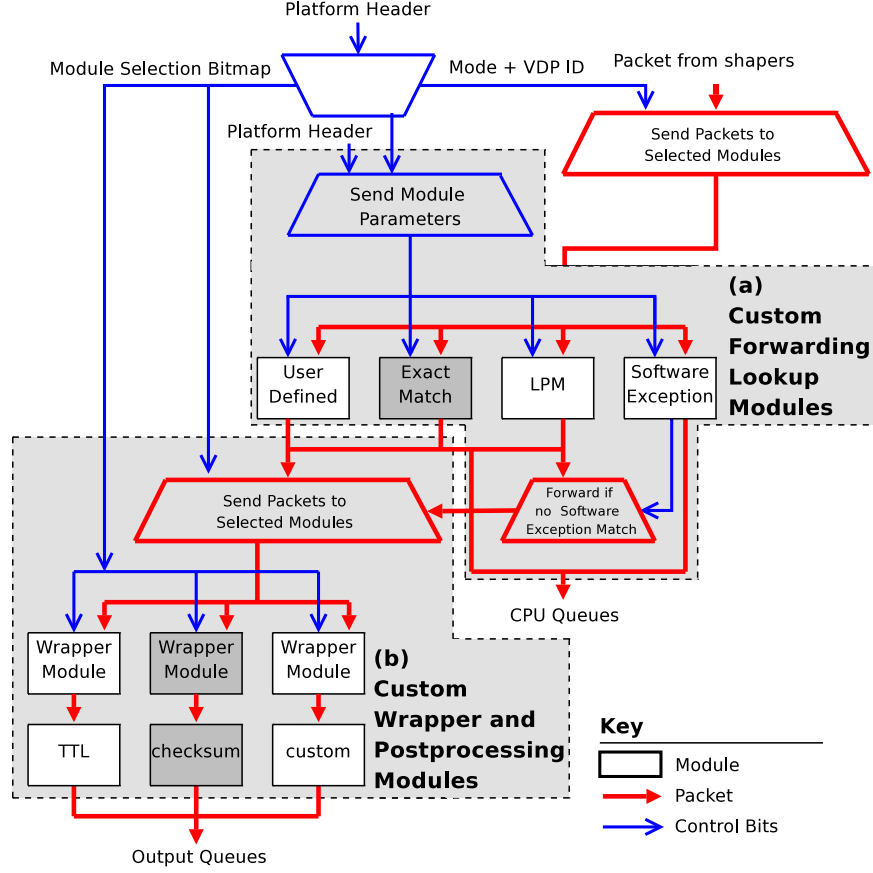 Platform Header
Module Selection Bitmap
Mode + VDP ID
Packet from shapers
Platform Header
Send Packets to
Selected Modules
Send Module
Parameters
(a)
Custom
Forwarding
Lookup
Modules
User
Defined
Exact
Match
LPM
Software
Exception
Send Packets to
Selected Modules
Forward if
no Software
Exception Match
CPU Queues
Wrapper
Module
Wrapper
Module
Wrapper
Module
(b)
Custom
Wrapper and
Postprocessing
Modules
TTL
checksum
custom
Output Queues
Key
Module
Packet
Control Bits